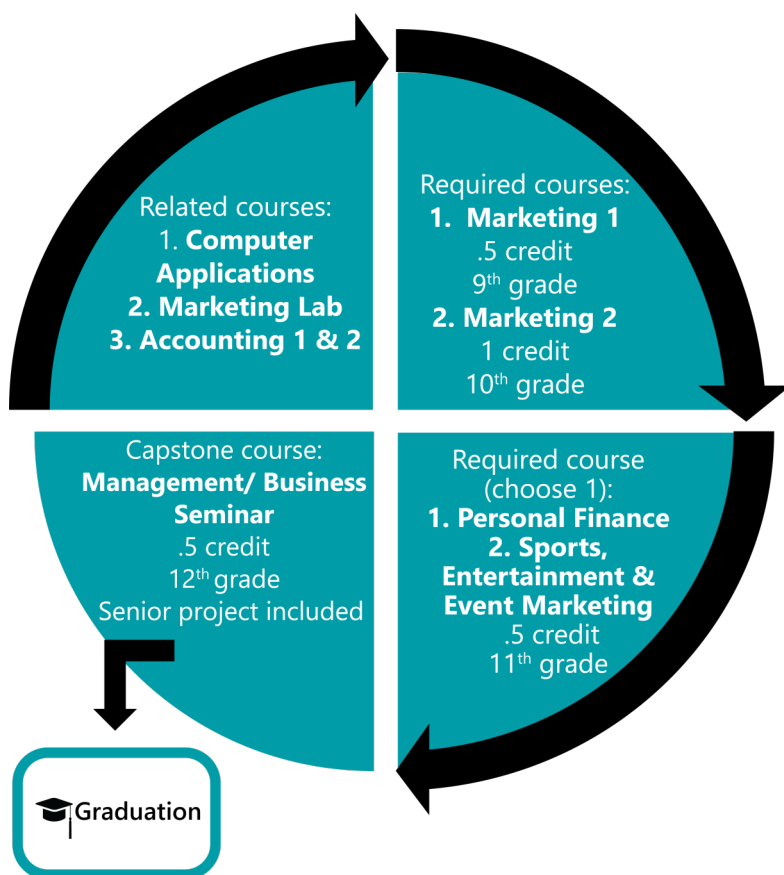 Related courses:
1. Computer
Applications
2. Marketing Lab
3. Accounting 1 & 2
Required courses:
1. Marketing 1
.5 credit
9th grade
2. Marketing 2
1 credit
10th grade
Required course
(choose 1):
1. Personal Finance
2. Sports,
Entertainment &
Event Marketing
.5 credit
11th grade
Capstone course:
Management/ Business
Seminar
.5 credit
12th grade
Senior project included
Graduation